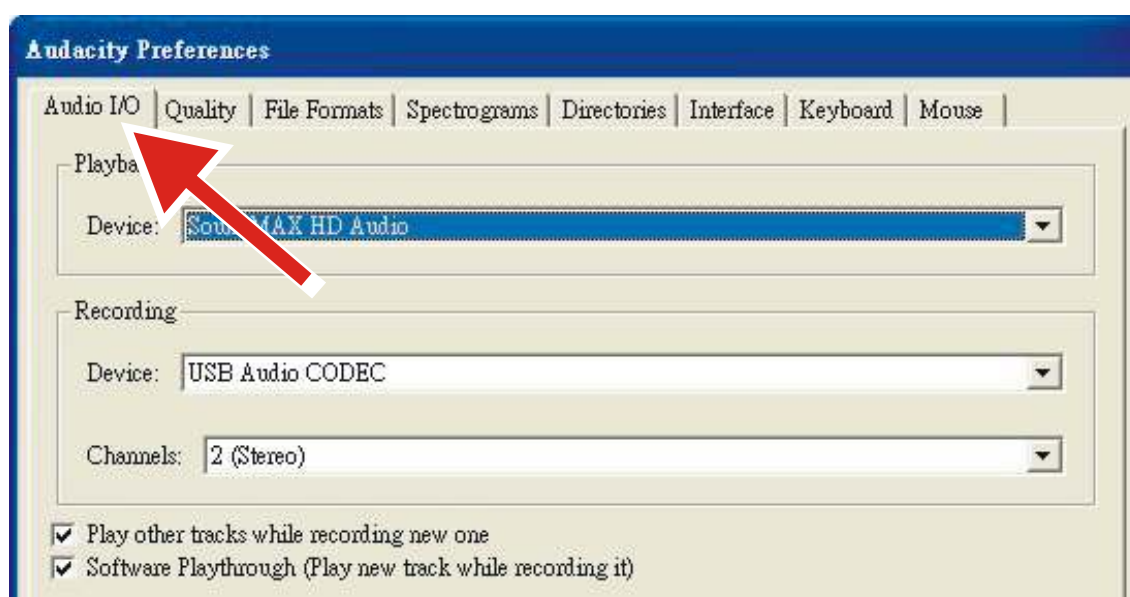 Audacity Preferences
Audio I/O Quality File Formats Spectrograms Directories Interface Keyboard Mouse
Device: HD Audio
Recording
Device: USB Audio CODEC
Channels: 2 (Stereo)
Play other tracks while recording new one
Software Playthrough (Play new track while recording it)